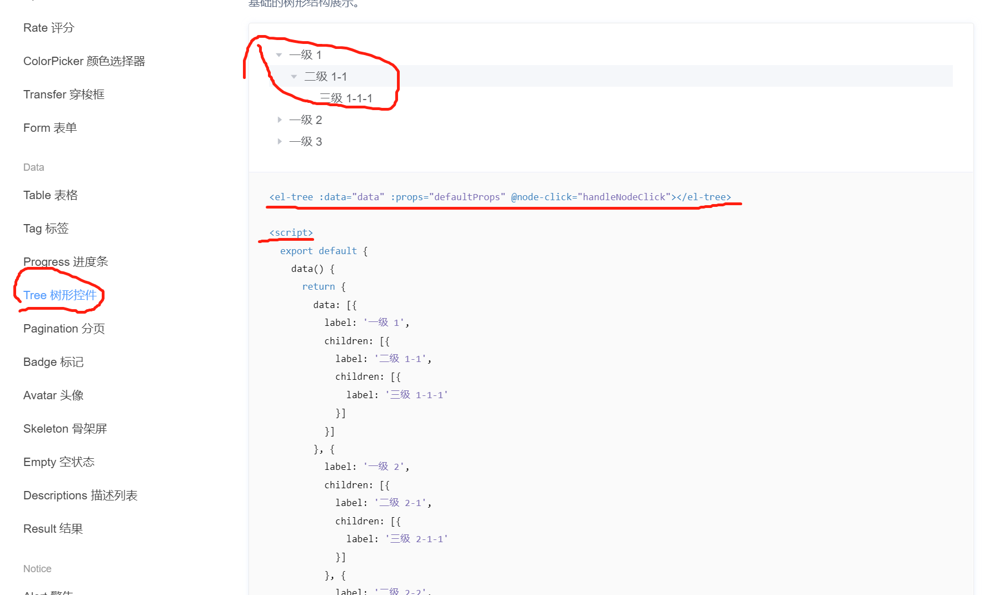 基础的树形结构展示。
Rate 评分
ColorPicker 颜色选择器
Transfer 穿梭框
Form 表单
Data
Table 表格
Tag 标签
Progress 进度条
Tree 树形控件
Pagination 分页
Badge 标记
Avatar 头像
Skeleton 骨架屏
Empty 空状态
Descriptions 描述列表
Result 结果
Notice
Alert 警告
一级 1
二级 1-1
三级 1-1-1
一级 2
一级 3
<el-tree :data="data" :props="defaultProps" @node-click="handleNodeClick"></el-tree>
<script>
export default {
data() {
return {
data: [{
label: '一级 1',
children: [{
label: '二级 1-1',
children: [{
label: '三级 1-1-1'
}]
}]
}, {
label: '一级 2',
children: [{
label: '二级 2-1',
children: [{
label: '三级 2-1-1'
}]
}, {
label: '二级 2-2',